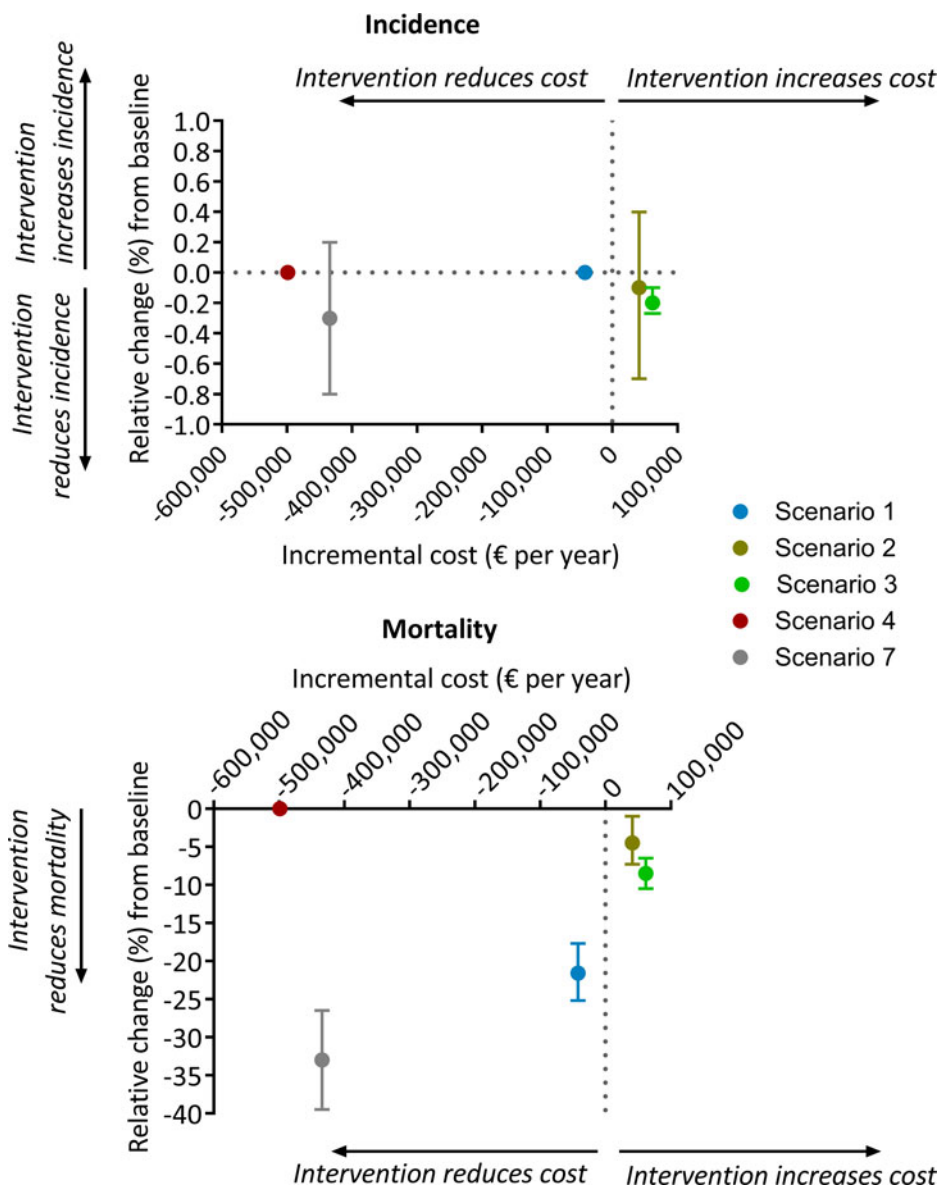 Incidence
Intervention reduces cost
Intervention increases cost
Intervention
increases incidence
Intervention
reduces incidence
Relative change (%) from baseline
1.0
0.8
0.6
0.4
0.2
0.0
-0.2
-0.4
-0.6
-0.8
-1.0
-600,000
-500,000
-400,000
-300,000
-200,000
-100,000
0
100,000
Incremental cost (€ per year)
Scenario 1
Scenario 2
Scenario 3
Scenario 4
Scenario 7
Mortality
Incremental cost (€ per year)
-600,000
-500,000
-400,000
-300,000
-200,000
-100,000
0
100,000
Intervention
reduces mortality
Relative change (%) from baseline
0
-5
-10
-15
-20
-25
-30
-35
-40
Intervention reduces cost
Intervention increases cost